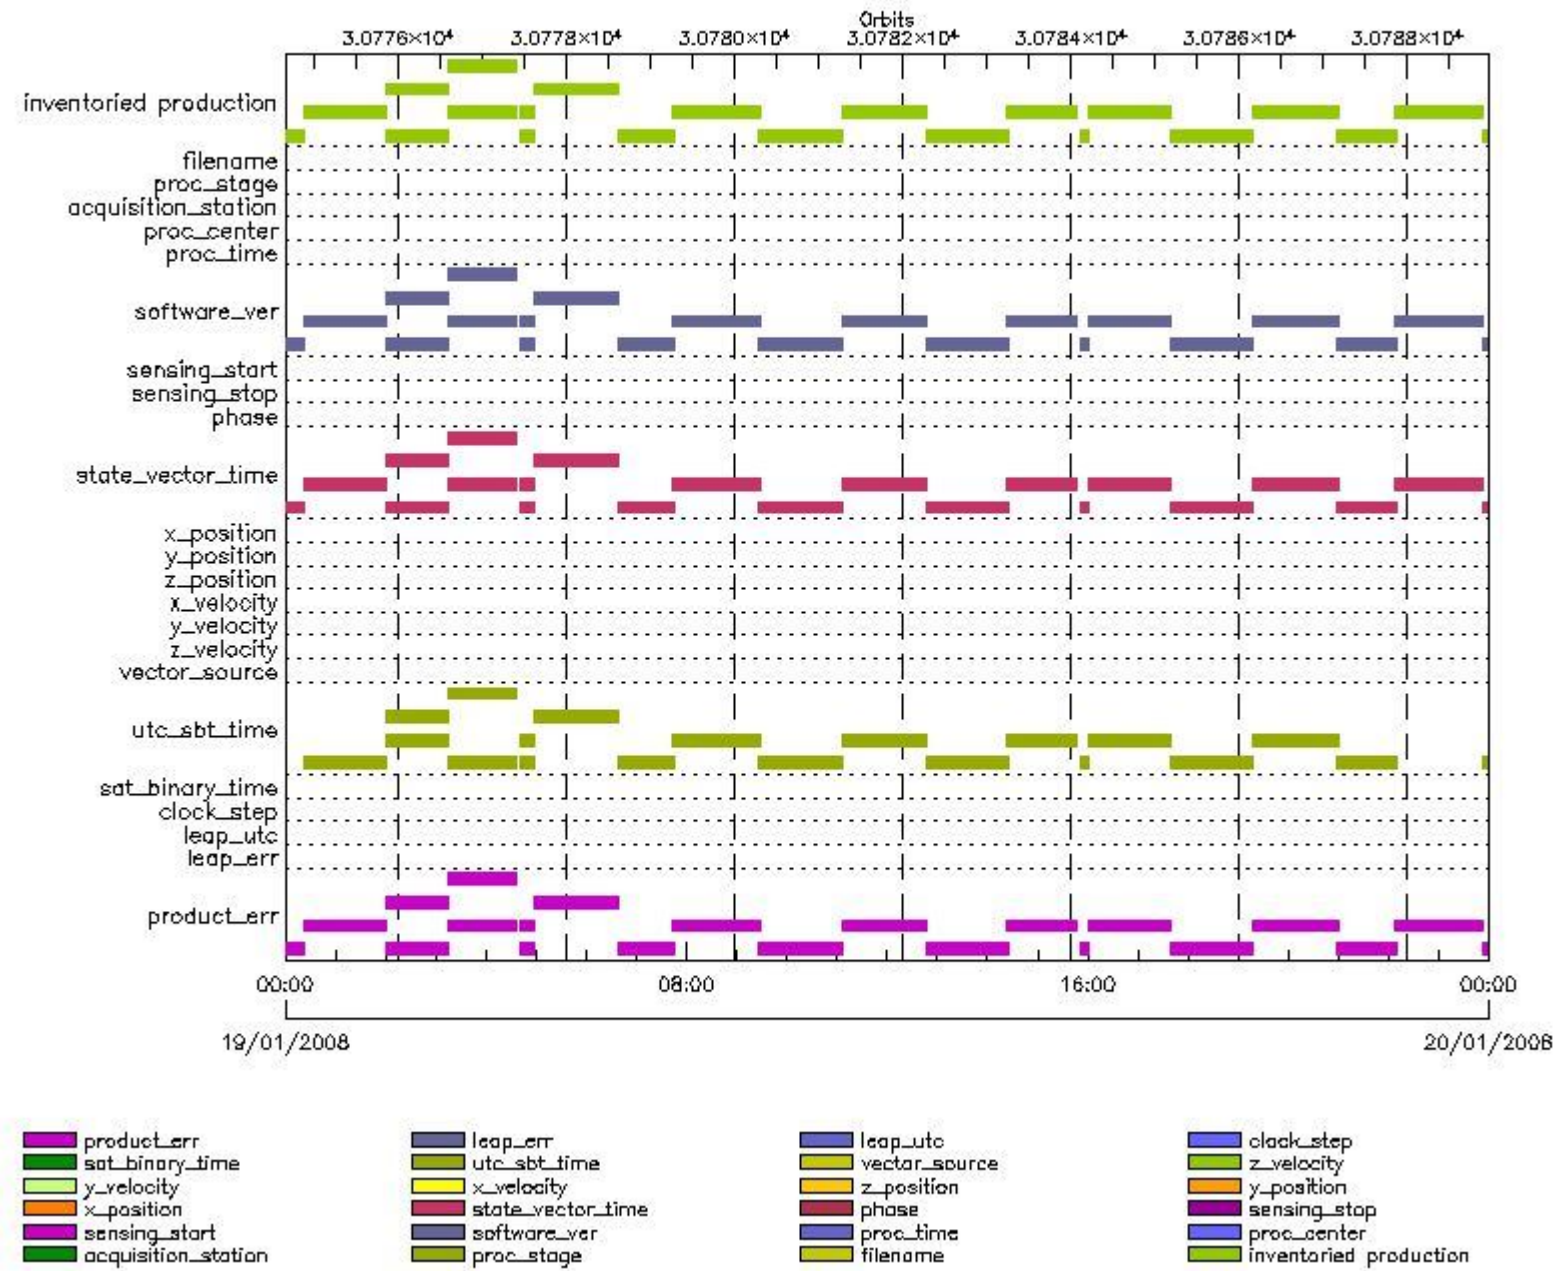 Orbits
3.0776×10⁴ 3.0778×10⁴ 3.0780×10⁴ 3.0782×10⁴ 3.0784×10⁴ 3.0786×10⁴ 3.0788×10⁴
inventoried production
filename
proc_stage
acquisition_station
proc_center
proc_time
software_ver
sensing_start
sensing_stop
phase
state_vector_time
x_position
y_position
z_position
x_velocity
y_velocity
z_velocity
vector_source
utc_sbt_time
sat_binary_time
clock_step
leap_utc
leap_err
product_err
00:00 08:00 16:00 00:00
19/01/2008 20/01/2008
product_err leap_err leap_utc clock_step
sat_binary_time utc_sbt_time vector_source z_velocity
y_velocity x_velocity z_position y_position
x_position state_vector_time phase sensing_stop
sensing_start software_ver proc_time proc_center
acquisition_station proc_stage filename inventoried production